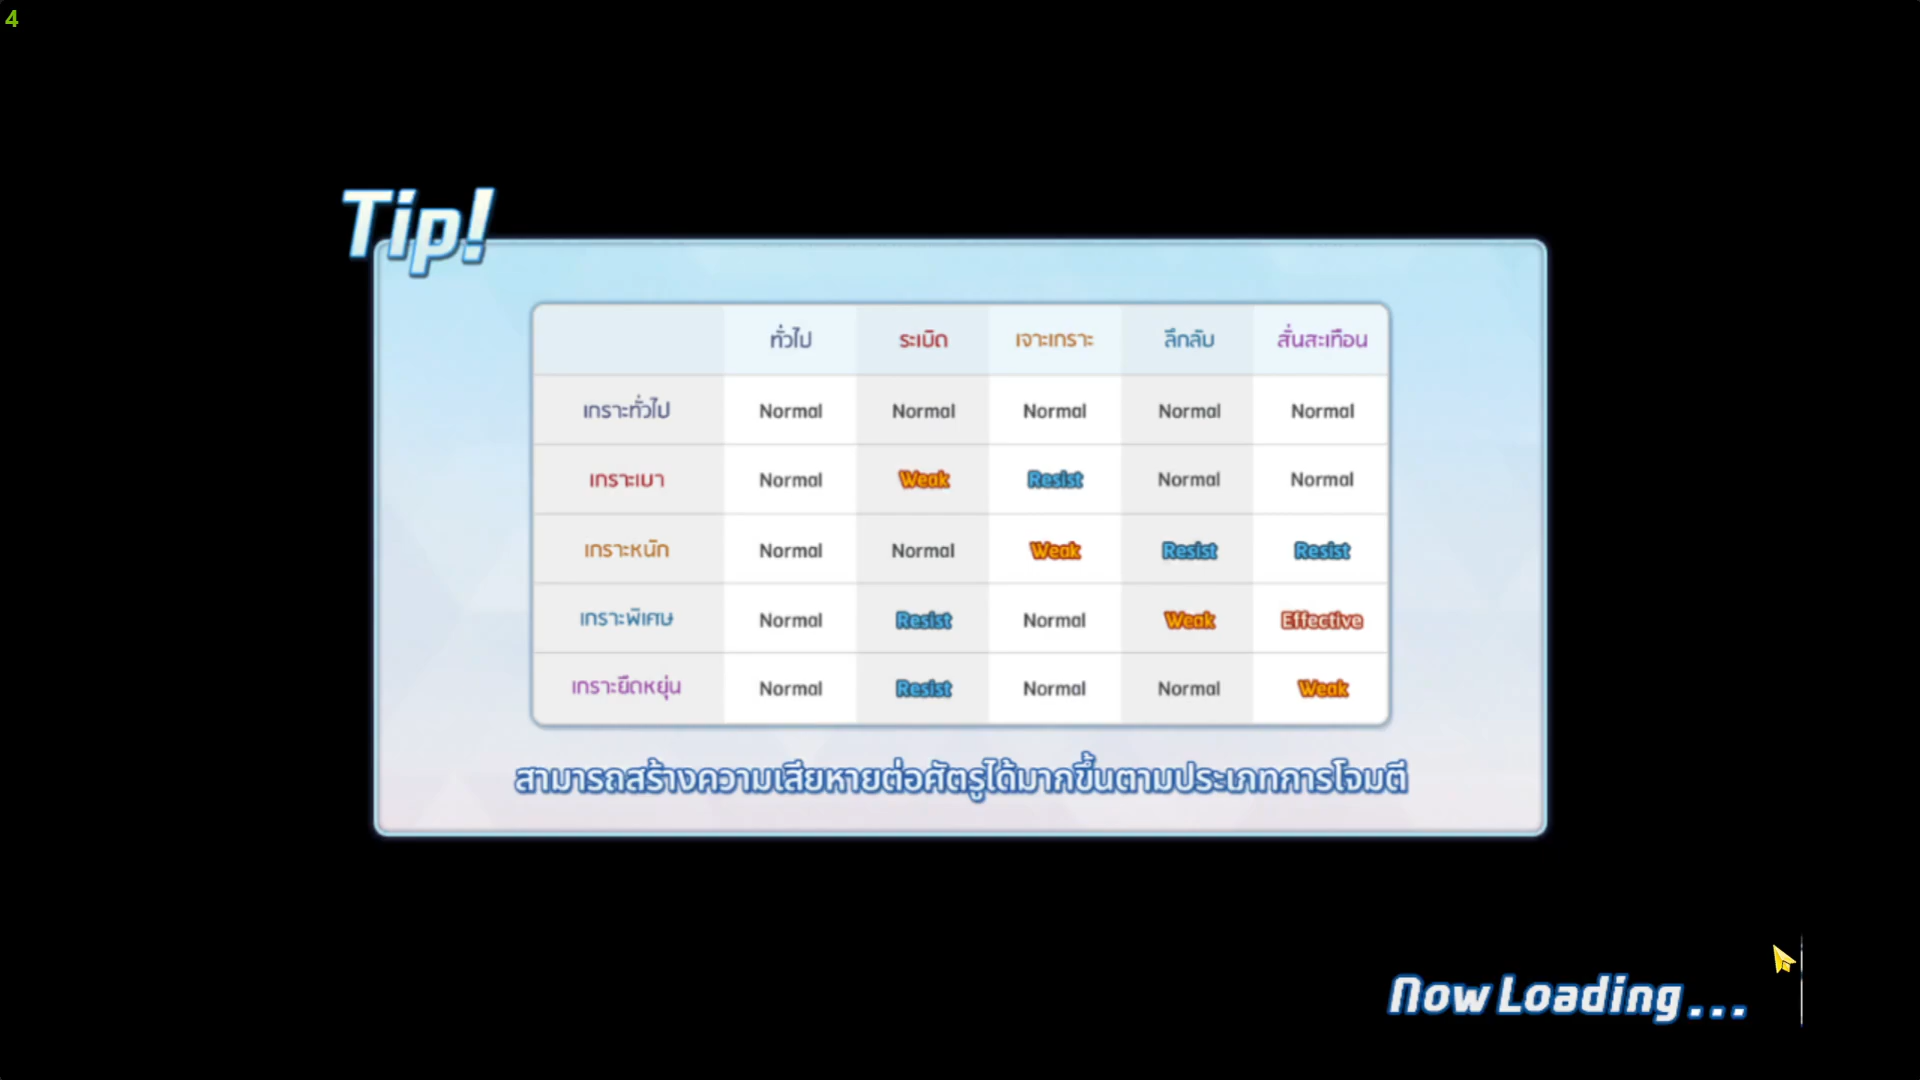 4
Tip!
ทั่วไป ระเบิด เจาะเกราะ ลึกลับ สั่นสะเทือน
เกราะทั่วไป Normal Normal Normal Normal Normal
เกราะเบา Normal Weak Resist Normal Normal
เกราะหนัก Normal Normal Weak Resist Resist
เกราะพิเศษ Normal Resist Normal Weak Effective
เกราะยืดหยุ่น Normal Resist Normal Normal Weak
สามารถสร้างความเสียหายต่อศัตรูได้มากขึ้นตามประเภทการโจมตี
Now Loading . . .